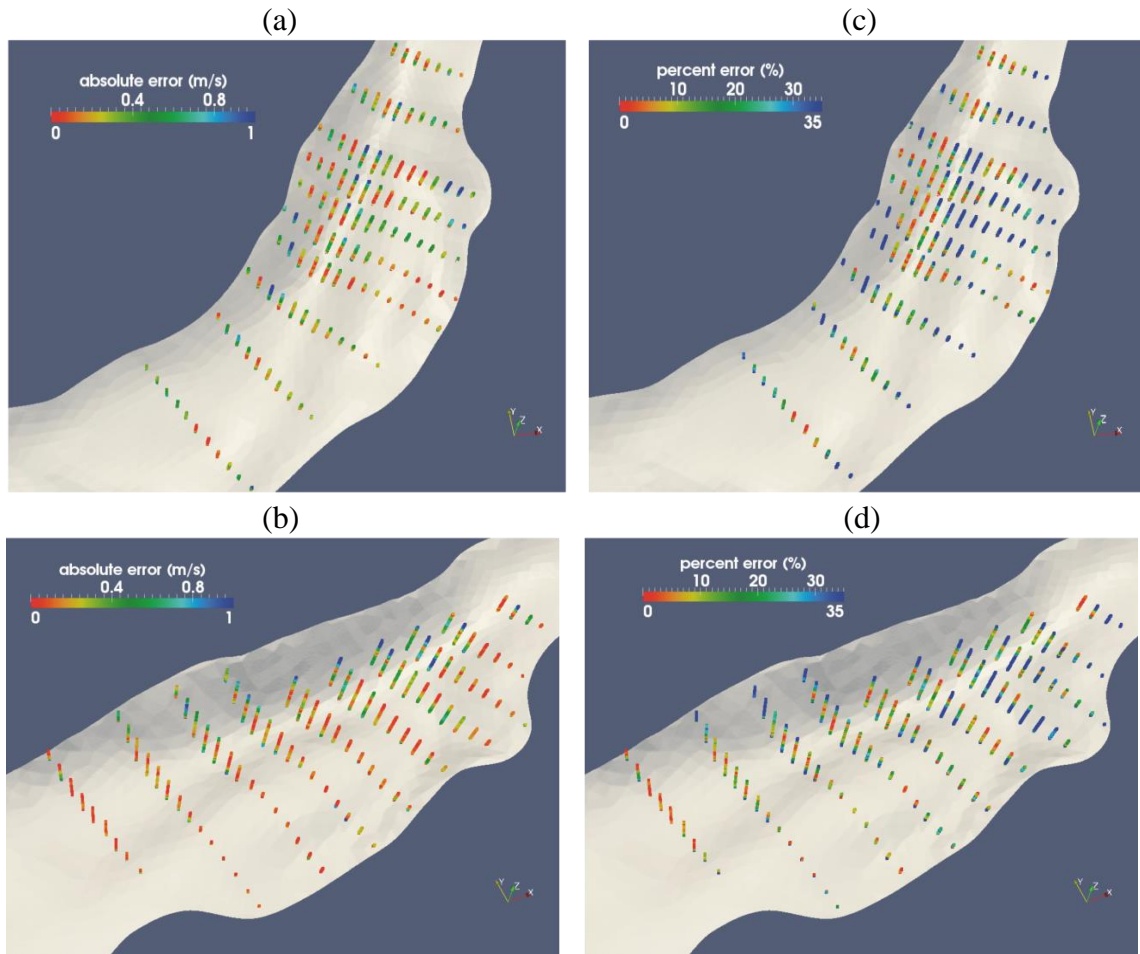 (a)
absolute error (m/s)
0.4 0.8
0 1
Y
Z
X
(c)
percent error (%)
10 20 30
0 35
Y
Z
X
(b)
absolute error (m/s)
0.4 0.8
0 1
Y
Z
X
(d)
percent error (%)
10 20 30
0 35
Y
Z
X